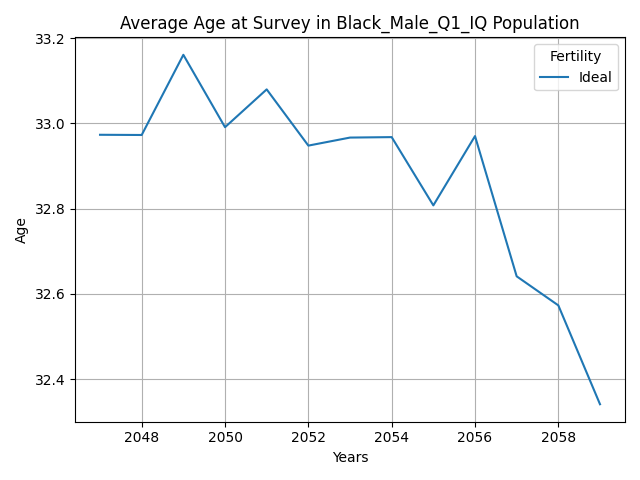 Average Age at Survey in Black_Male_Q1_IQ Population
33.2
33.0
32.8
32.6
32.4
Age
Fertility
Ideal
2048 2050 2052 2054 2056 2058
Years